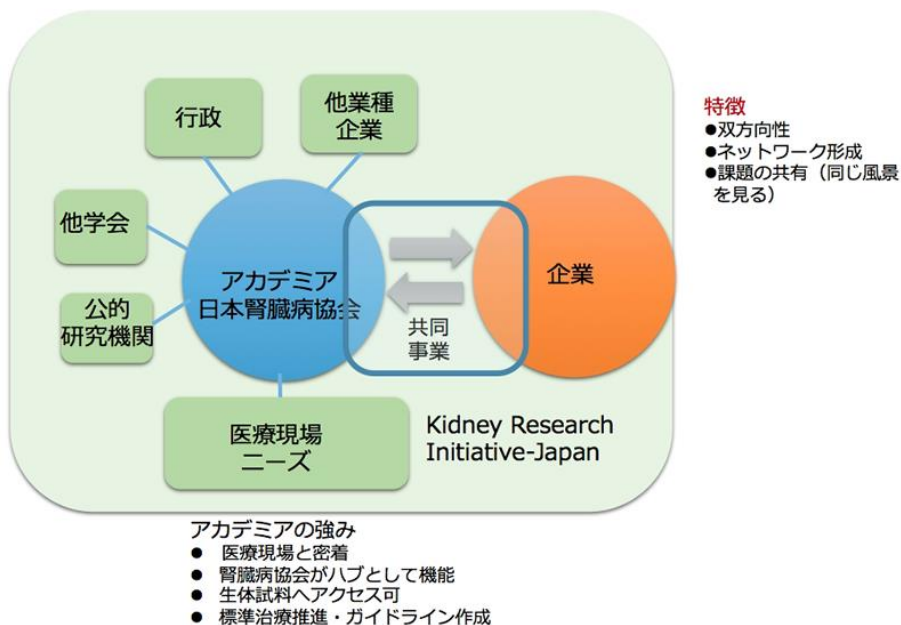 行政
他業種
企業
他学会
公的
研究機関
アカデミア
日本腎臓病協会
共同
事業
企業
医療現場
ニーズ
Kidney Research
Initiative-Japan
特徴
●双方向性
●ネットワーク形成
●課題の共有（同じ風景
を見る）
アカデミアの強み
● 医療現場と密着
● 腎臓病協会がハブとして機能
● 生体試料へアクセス可
● 標準治療推進・ガイドライン作成